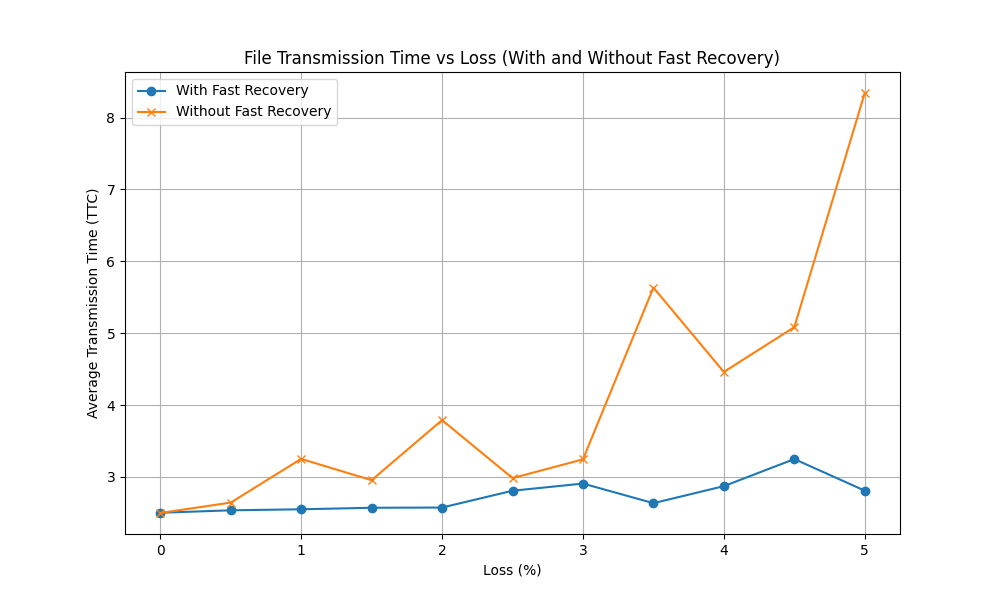 File Transmission Time vs Loss (With and Without Fast Recovery)
With Fast Recovery
Without Fast Recovery
Average Transmission Time (TTC)
8
7
6
5
4
3
0 1 2 3 4 5
Loss (%)